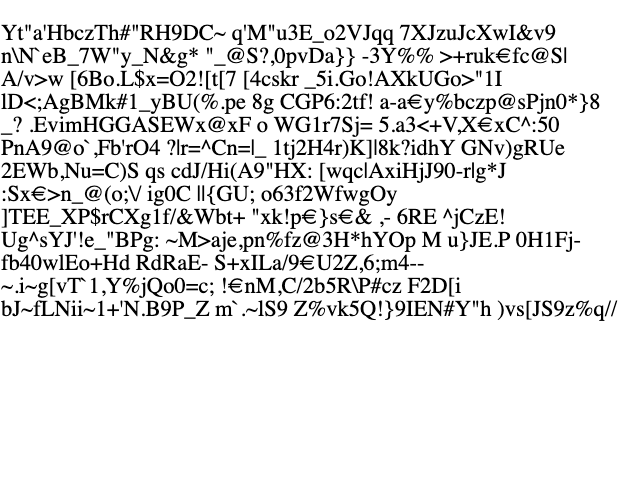 Yt"a'HbczTh#"RH9DC~ q'M"u3E_o2VJqq 7XJzuJcXwI&v9
n\N`eB_7W"y_N&g* "_@S?,0pvDa}} -3Y%% >+ruk€fc@S|
A/v>w [6Bo.L$x=O2![t[7 [4cskr _5i.Go!AXkUGo>"1I
lD<;AgBMk#1_yBU(%.pe 8g CGP6:2tf! a-a€y%bczp@sPjn0*}8
_? .EvimHGGASEWx@xF o WG1r7Sj= 5.a3<+V,X€xC^:50
PnA9@o`,Fb'rO4 ?|r=^Cn=|_ 1tj2H4r)K]|8k?idhY GNv)gRUe
2EWb,Nu=C)S qs cdJ/Hi(A9"HX: [wqc|AxiHjJ90-r|g*J
:Sx€>n_@(o;\/ ig0C ||{GU; o63f2WfwgOy
]TEE_XP$rCXg1f/&Wbt+ "xk!p€}s€& ,- 6RE ^jCzE!
Ug^sYJ'!e_"BPg: ~M>aje,pn%fz@3H*hYOp M u}JE.P 0H1Fj-
fb40wlEo+Hd RdRaE- S+xILa/9€U2Z,6;m4--
~.i~g[vT`1,Y%jQo0=c; !€nM,C/2b5R\P#cz F2D[i
bJ~fLNii~1+'N.B9P_Z m`.~lS9 Z%vk5Q!}9IEN#Y"h )vs[JS9z%q//